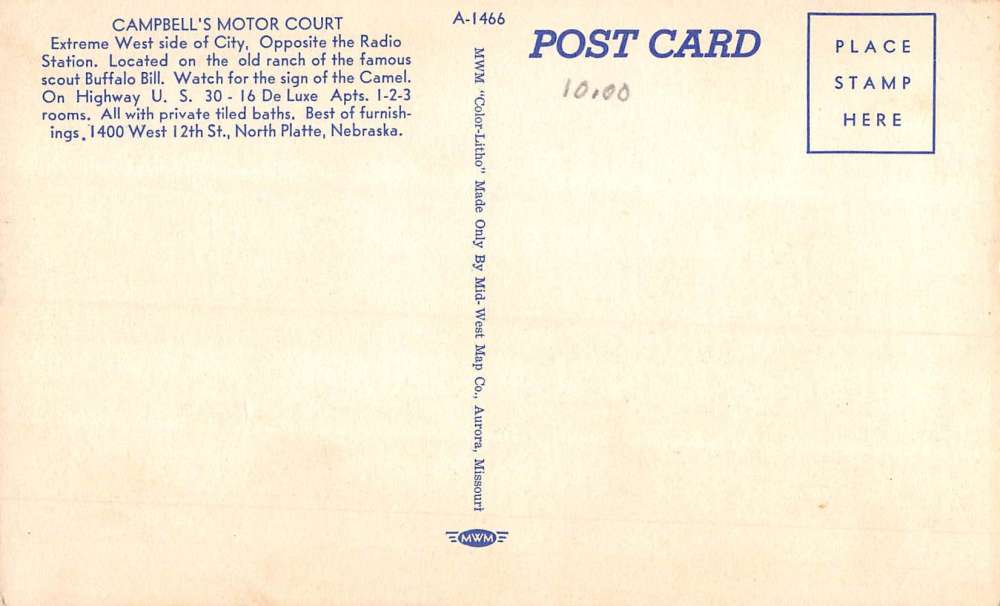 CAMPBELL'S MOTOR COURT
Extreme West side of City, Opposite the Radio
Station. Located on the old ranch of the famous
scout Buffalo Bill. Watch for the sign of the Camel.
On Highway U. S. 30 - 16 De Luxe Apts. 1-2-3
rooms. All with private tiled baths. Best of furnish-
ings. 1400 West 12th St., North Platte, Nebraska.
A-1466
MWM "Color-Litho" Made Only By Mid-West Map Co., Aurora, Missouri
MWM
POST CARD
10.00
PLACE
STAMP
HERE